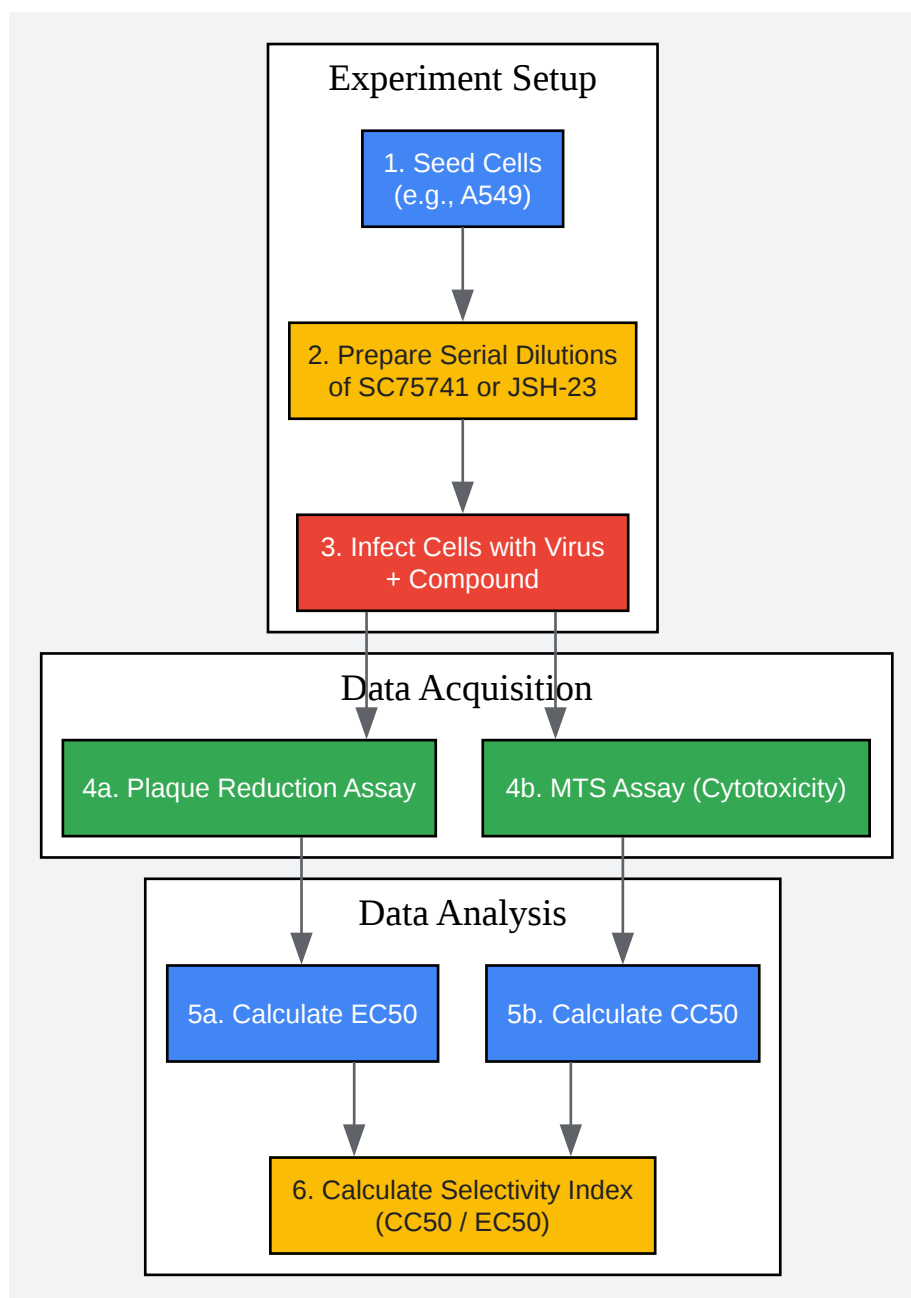 Experiment Setup
1. Seed Cells
(e.g., A549)
2. Prepare Serial Dilutions
of SC75741 or JSH-23
3. Infect Cells with Virus
+ Compound
Data Acquisition
4a. Plaque Reduction Assay
4b. MTS Assay (Cytotoxicity)
Data Analysis
5a. Calculate EC50
5b. Calculate CC50
6. Calculate Selectivity Index
(CC50 / EC50)